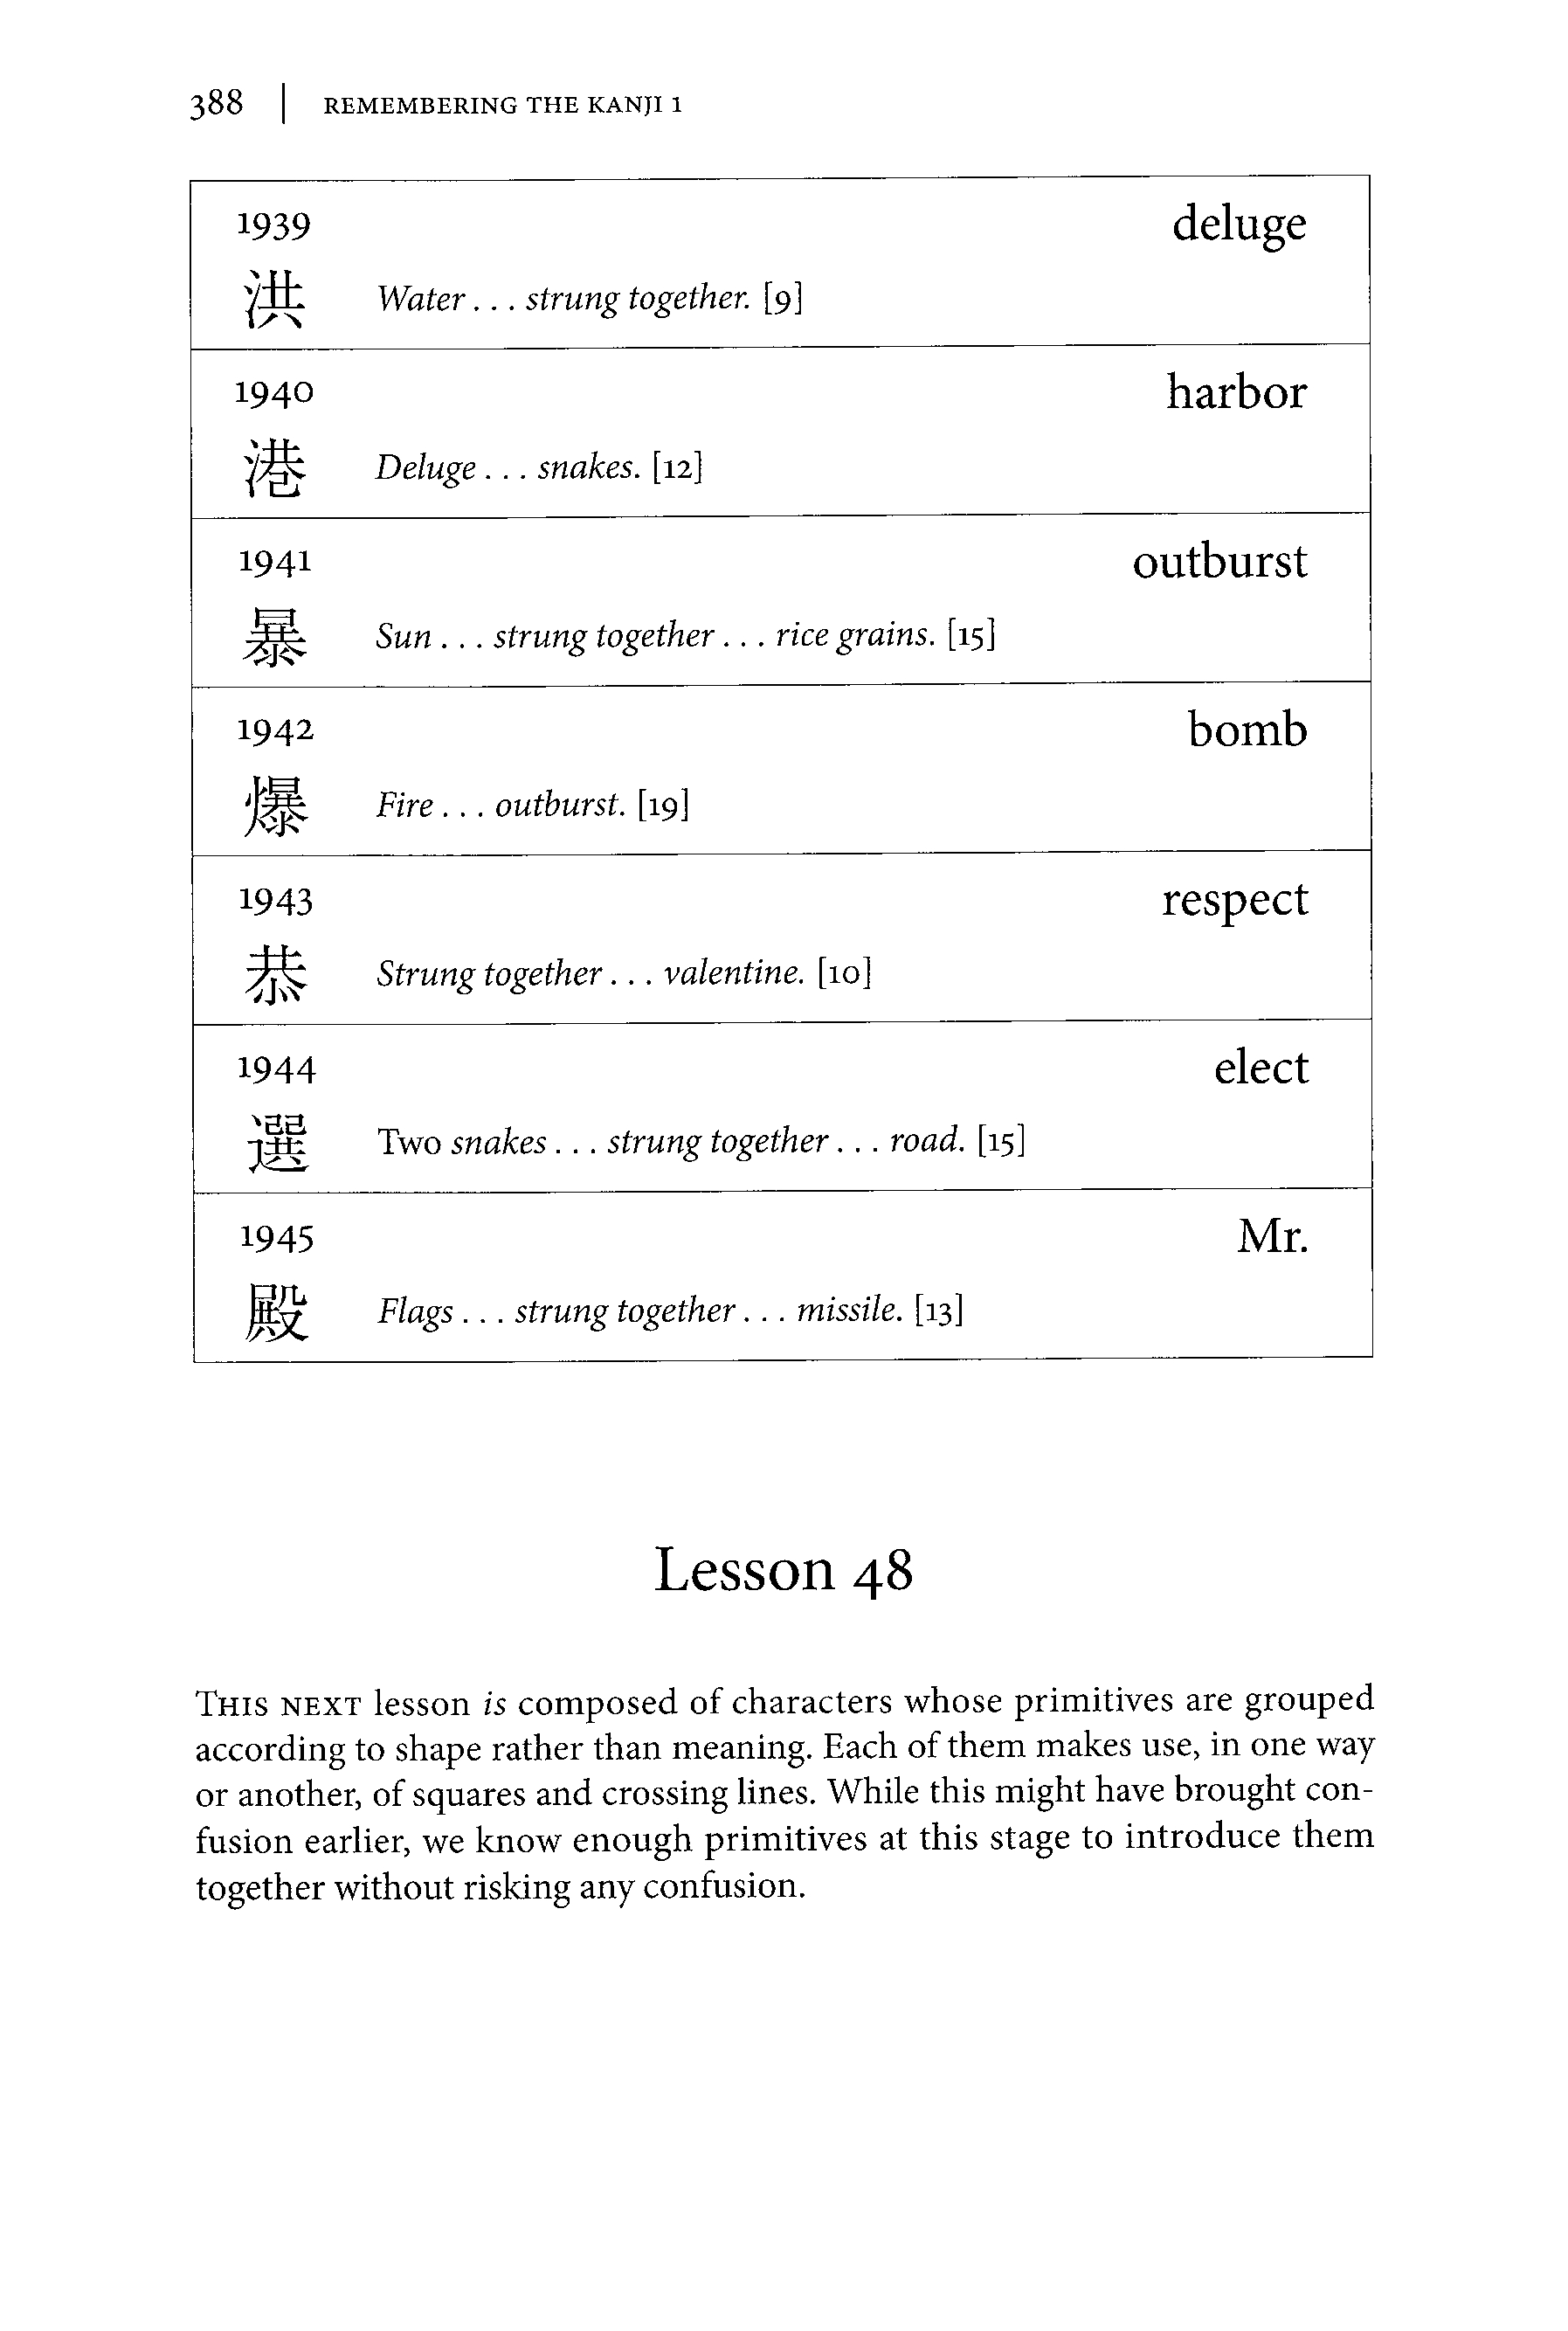 388 | REMEMBERING THE KANJI 1
1939 deluge
洪 Water. . . strung together. [9]
1940 harbor
港 Deluge . . . snakes. [12]
1941 outburst
暴 Sun . . . strung together . . . rice grains. [15]
1942 bomb
爆 Fire . . . outburst. [19]
1943 respect
恭 Strung together . . . valentine. [10]
1944 elect
選 Two snakes . . . strung together . . . road. [15]
1945 Mr.
殿 Flags . . . strung together . . . missile. [13]
Lesson 48
THIS NEXT lesson is composed of characters whose primitives are grouped
according to shape rather than meaning. Each of them makes use, in one way
or another, of squares and crossing lines. While this might have brought con-
fusion earlier, we know enough primitives at this stage to introduce them
together without risking any confusion.